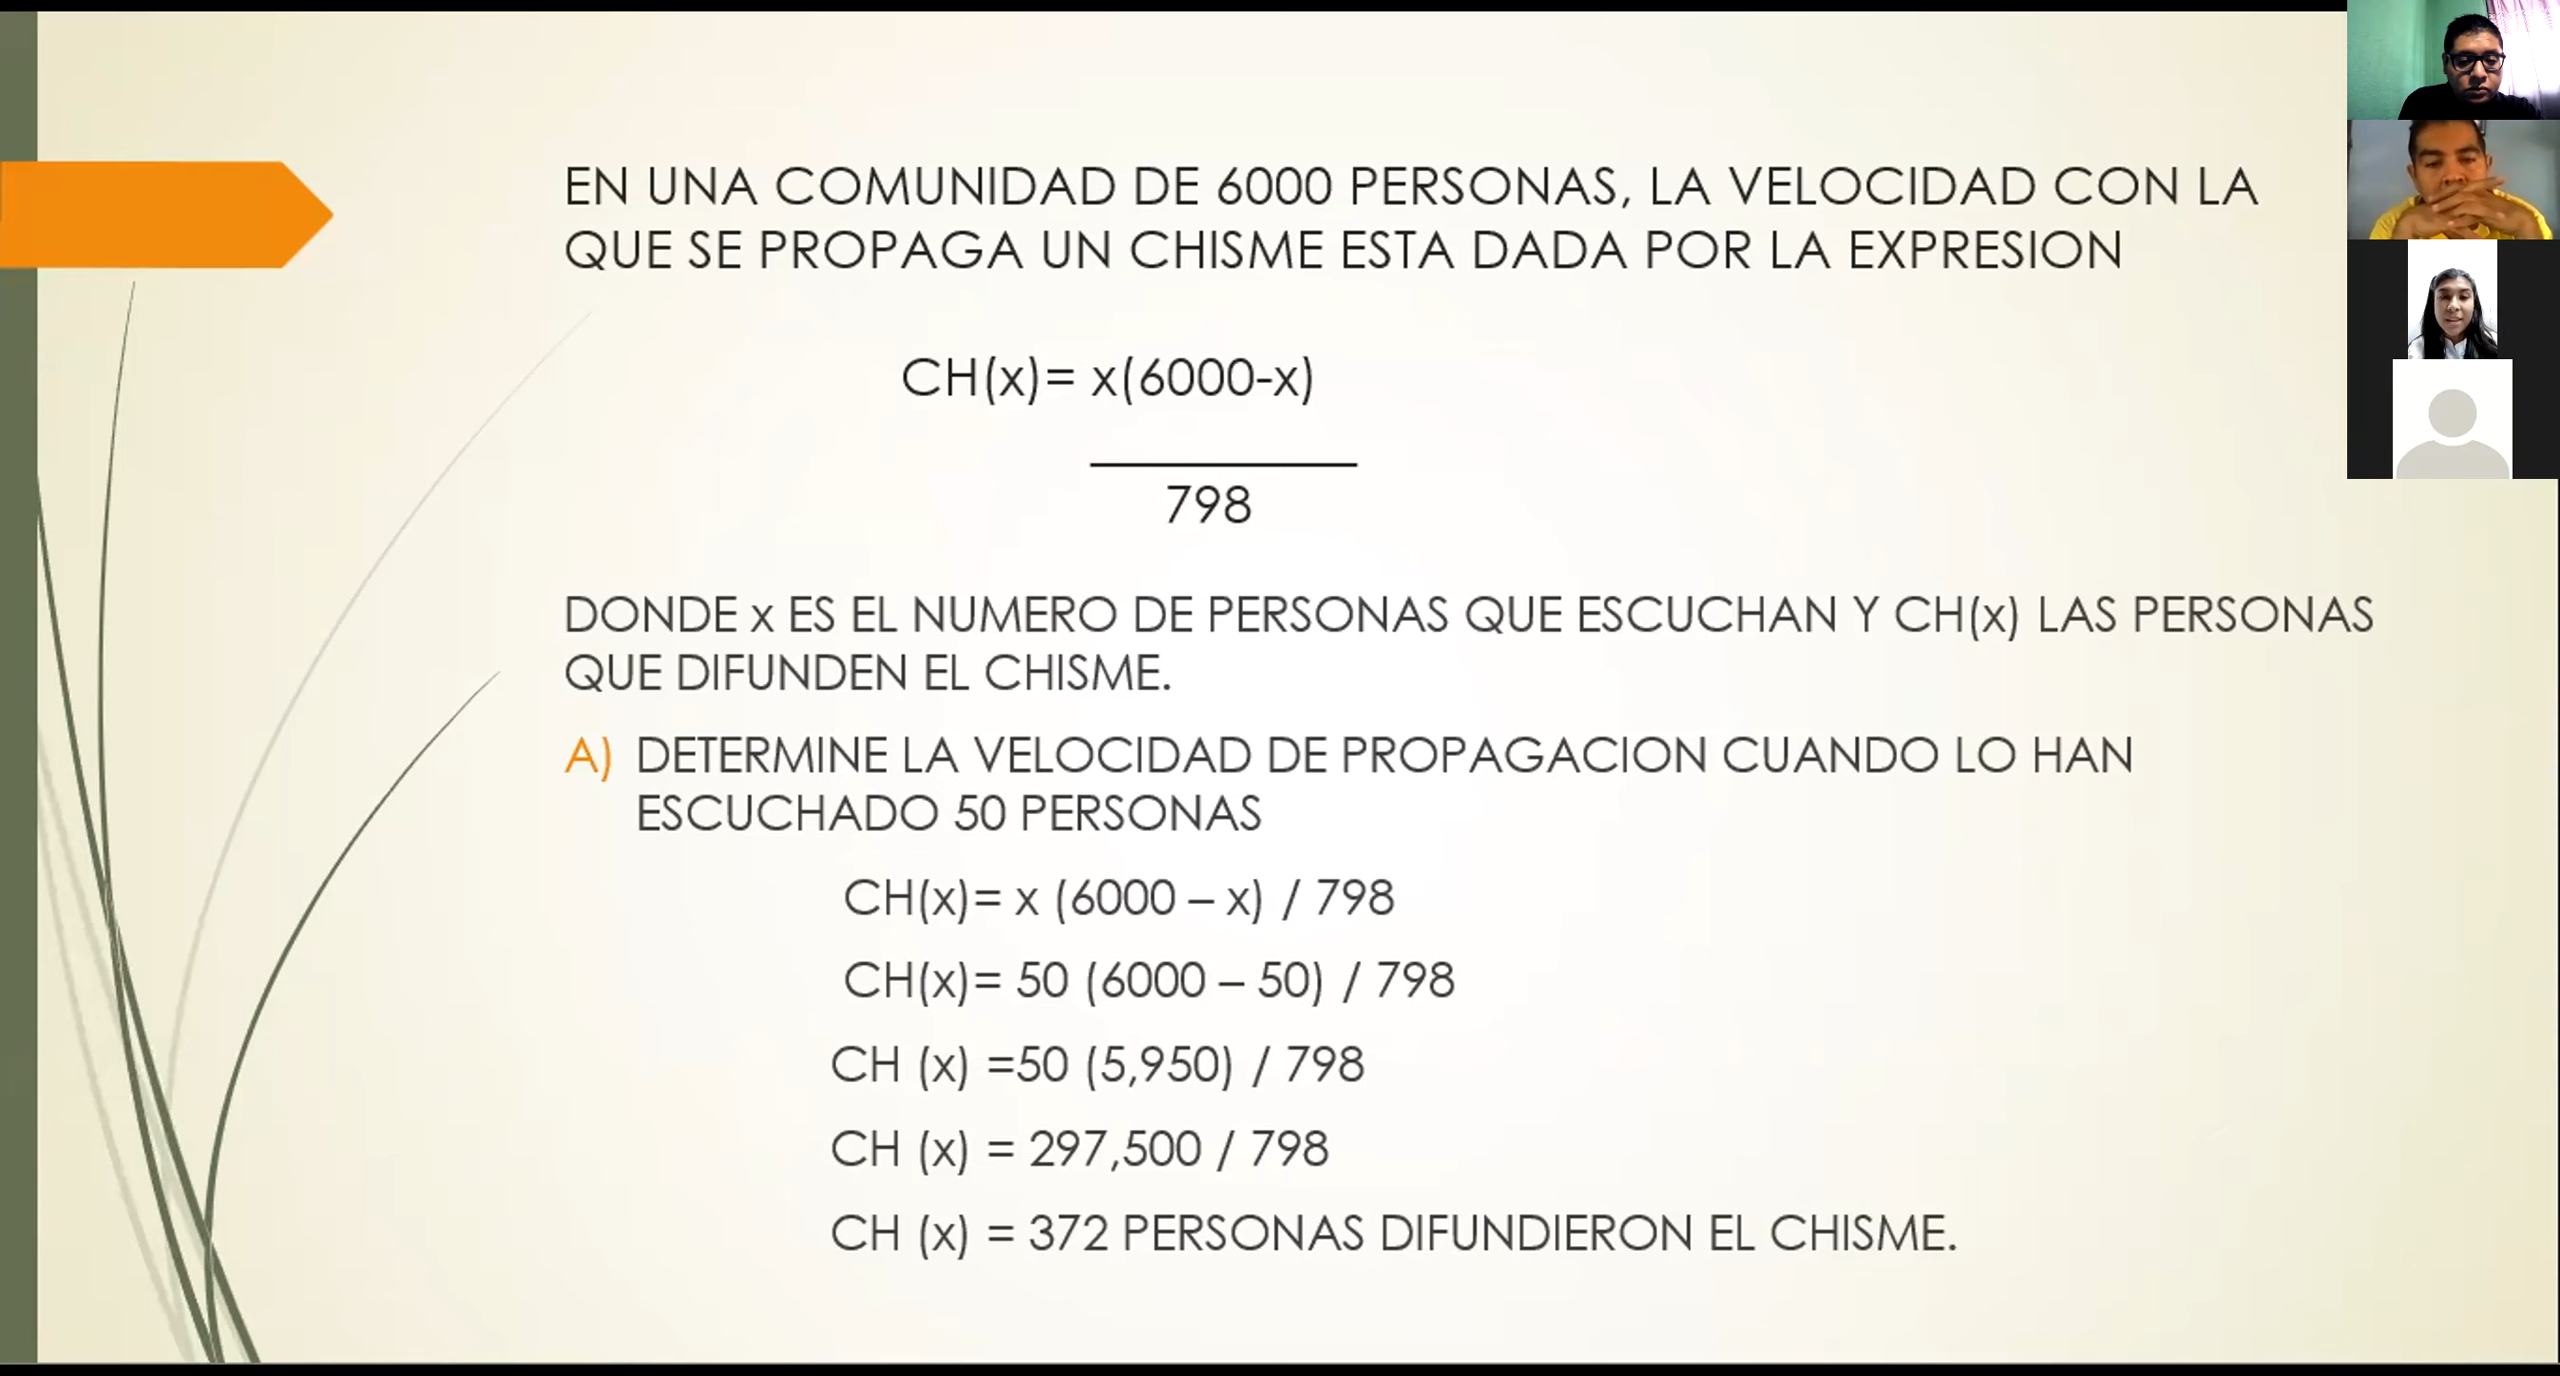 EN UNA COMUNIDAD DE 6000 PERSONAS, LA VELOCIDAD CON LA
QUE SE PROPAGA UN CHISME ESTA DADA POR LA EXPRESION
CH(x)= x(6000-x)
798
DONDE x ES EL NUMERO DE PERSONAS QUE ESCUCHAN Y CH(x) LAS PERSONAS
QUE DIFUNDEN EL CHISME.
A) DETERMINE LA VELOCIDAD DE PROPAGACION CUANDO LO HAN
ESCUCHADO 50 PERSONAS
CH(x)= x (6000 – x) / 798
CH(x)= 50 (6000 – 50) / 798
CH (x) =50 (5,950) / 798
CH (x) = 297,500 / 798
CH (x) = 372 PERSONAS DIFUNDIERON EL CHISME.